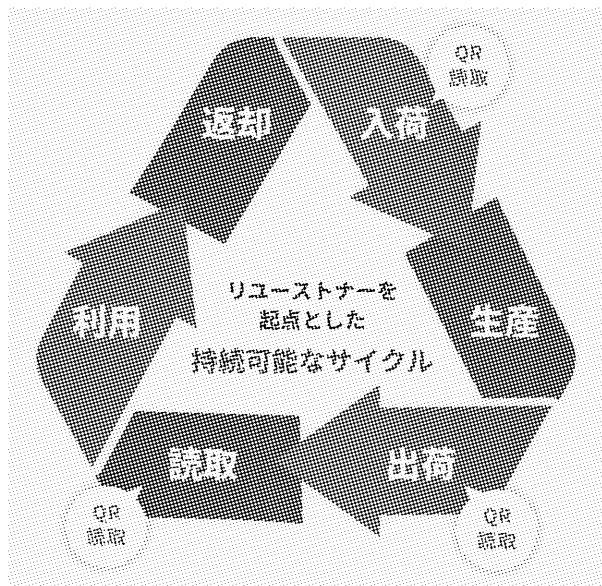 QR
読取
返却
入荷
リユーストナーを
起点とした
持続可能なサイクル
利用
生産
読取
出荷
QR
読取
QR
読取